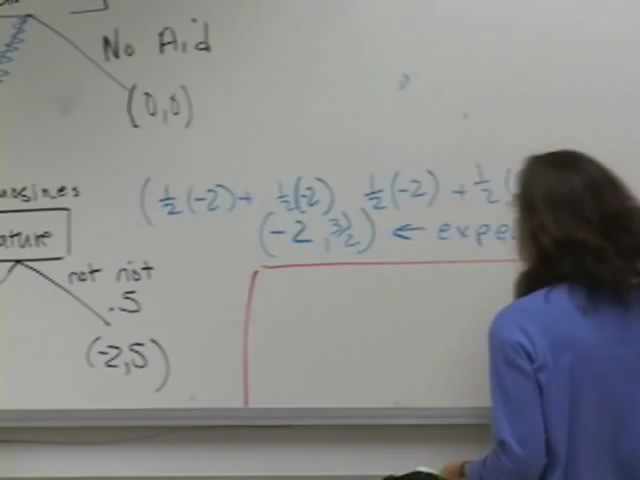 No Aid
(0,0)
(½(-2)+ ½(-2) ½(-2) + ½(
(-2, 3/2) ← expe
mosines
ature
not riot
.5
(-2,5)